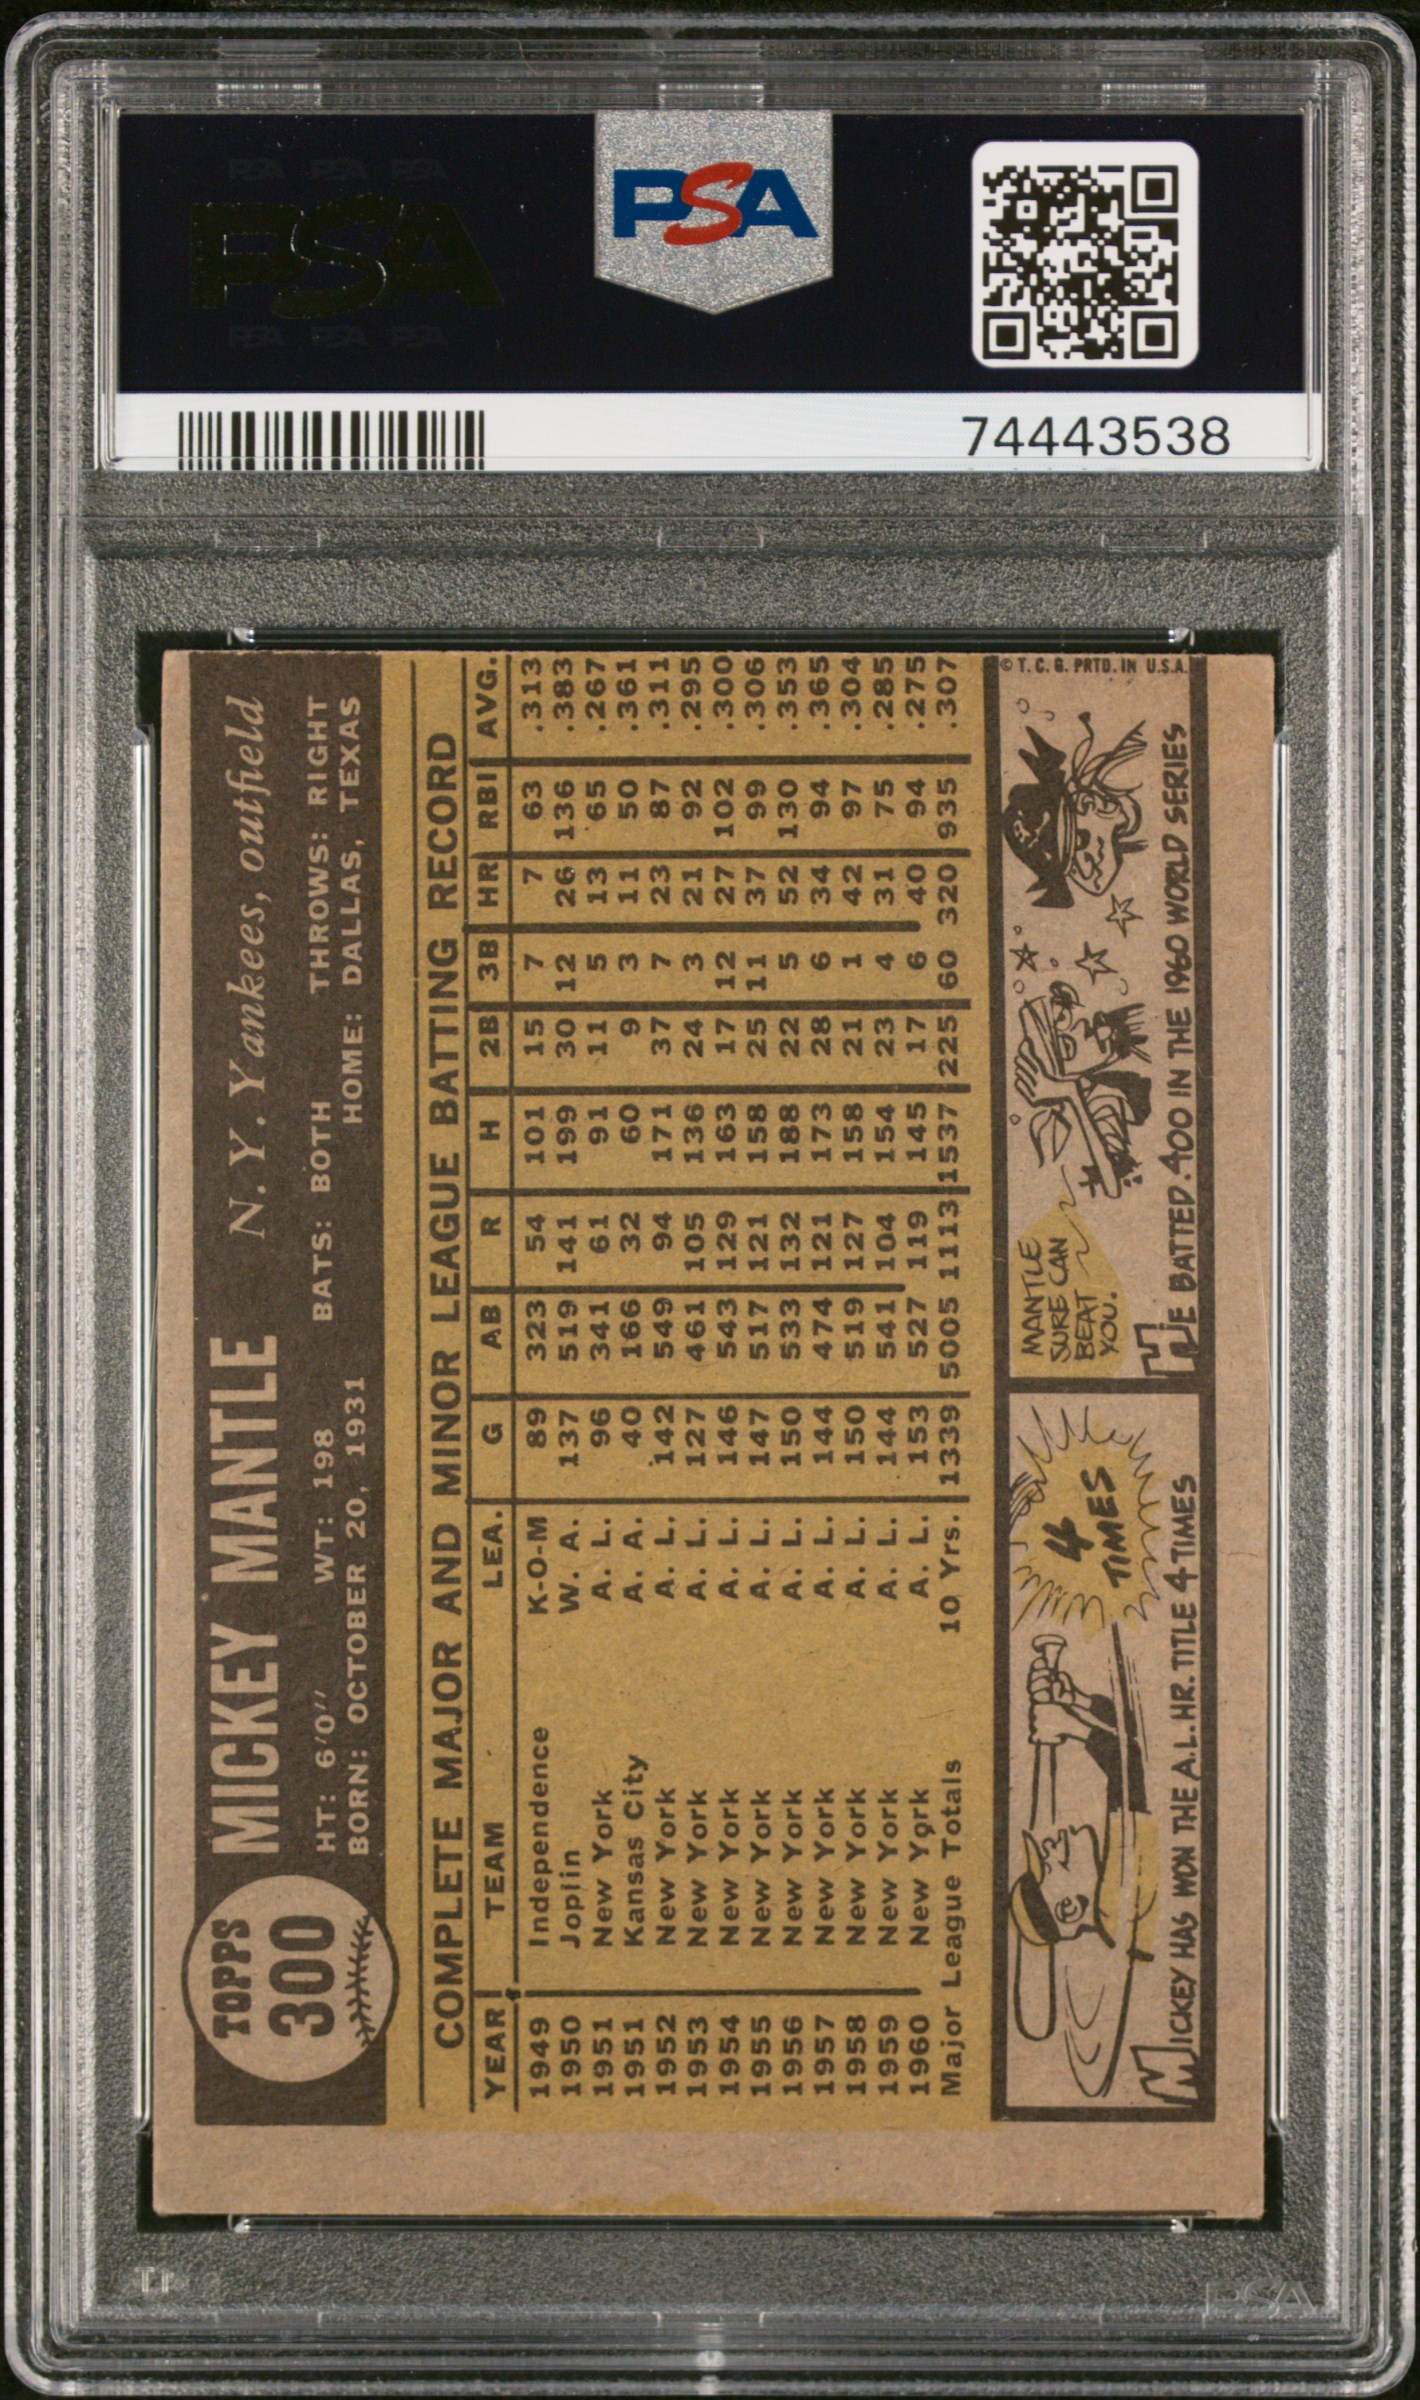 PSA PSA PSA
PSA
PSA PSA PSA
PSA
74443538
TOPPS
300
MICKEY MANTLE N. Y. Yankees, outfield
HT: 6'0" WT: 198 BATS: BOTH THROWS: RIGHT
BORN: OCTOBER 20, 1931 HOME: DALLAS, TEXAS
COMPLETE MAJOR AND MINOR LEAGUE BATTING RECORD
YEAR TEAM LEA. G AB R H 2B 3B HR RBI AVG.
1949 Independence K-O-M 89 323 54 101 15 7 7 63 .313
1950 Joplin W. A. 137 519 141 199 30 12 26 136 .383
1951 New York A. L. 96 341 61 91 11 5 13 65 .267
1951 Kansas City A. A. 40 166 32 60 9 3 11 50 .361
1952 New York A. L. 142 549 94 171 37 7 23 87 .311
1953 New York A. L. 127 461 105 136 24 3 21 92 .295
1954 New York A. L. 146 543 129 163 17 12 27 102 .300
1955 New York A. L. 147 517 121 158 25 11 37 99 .306
1956 New York A. L. 150 533 132 188 22 5 52 130 .353
1957 New York A. L. 144 474 121 173 28 6 34 94 .365
1958 New York A. L. 150 519 127 158 21 1 42 97 .304
1959 New York A. L. 144 541 104 154 23 4 31 75 .285
1960 New York A. L. 153 527 119 145 17 6 40 94 .275
Major League Totals 10 Yrs. 1339 5005 1113 1537 225 60 320 935 .307
4
TIMES
MICKEY HAS WON THE A.L. HR. TITLE 4 TIMES
MANTLE
SURE CAN
BEAT
YOU.
HE BATTED .400 IN THE 1960 WORLD SERIES
© T. C. G. PRTD. IN U.S.A.
PSA